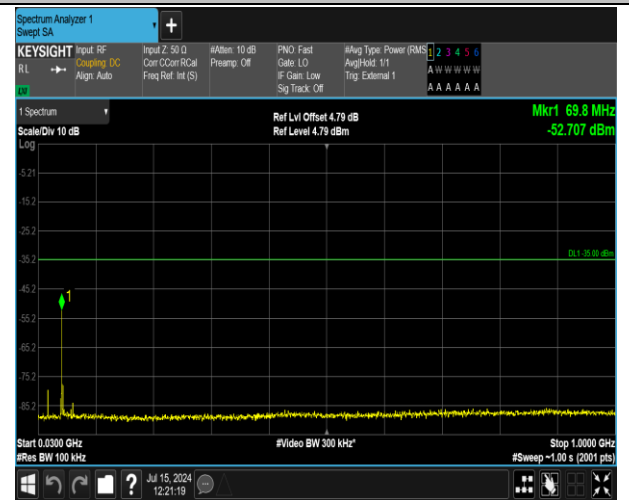 Spectrum Analyzer 1
Swept SA
KEYSIGHT Input: RF Input Z: 50 Ω #Atten: 10 dB PNO: Fast #Avg Type: Power (RMS 1 2 3 4 5 6
RL Coupling: DC Corr CCorr RCal Preamp: Off Gate: LO Avg|Hold: 1/1 A W W W W W
Align: Auto Freq Ref: Int (S) IF Gain: Low Trig: External 1
Sig Track: Off A A A A A A
1 Spectrum Ref Lvl Offset 4.79 dB Mkr1 69.8 MHz
Scale/Div 10 dB Ref Level 4.79 dBm -52.707 dBm
Log
-5.21
-15.2
-25.2
DL1 -35.00 dBm
-35.2
-45.2
1
-55.2
-65.2
-75.2
-85.2
Start 0.0300 GHz #Video BW 300 kHz* Stop 1.0000 GHz
#Res BW 100 kHz #Sweep ~1.00 s (2001 pts)
? Jul 15, 2024
12:21:19